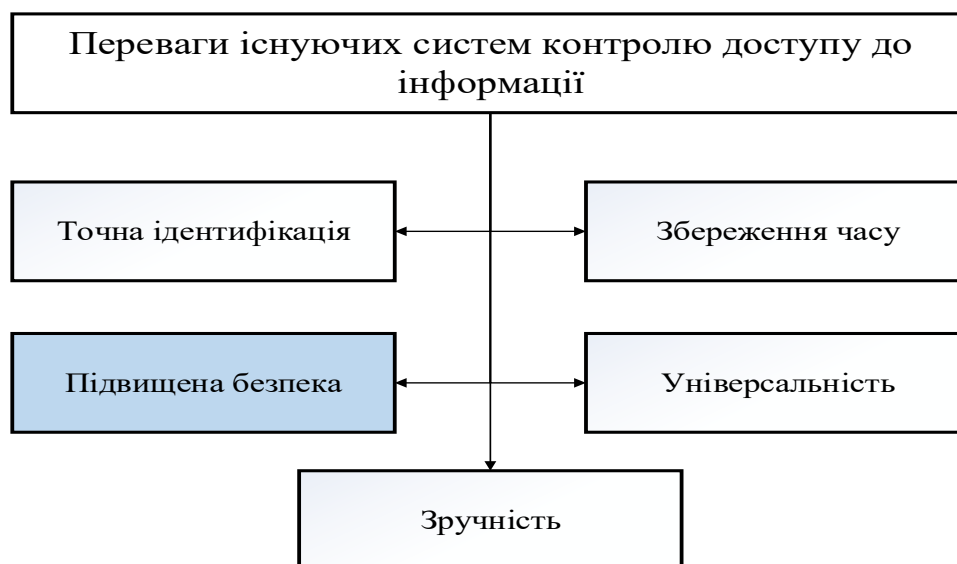 Переваги існуючих систем контролю доступу до
інформації
Точна ідентифікація
Збереження часу
Підвищена безпека
Універсальність
Зручність